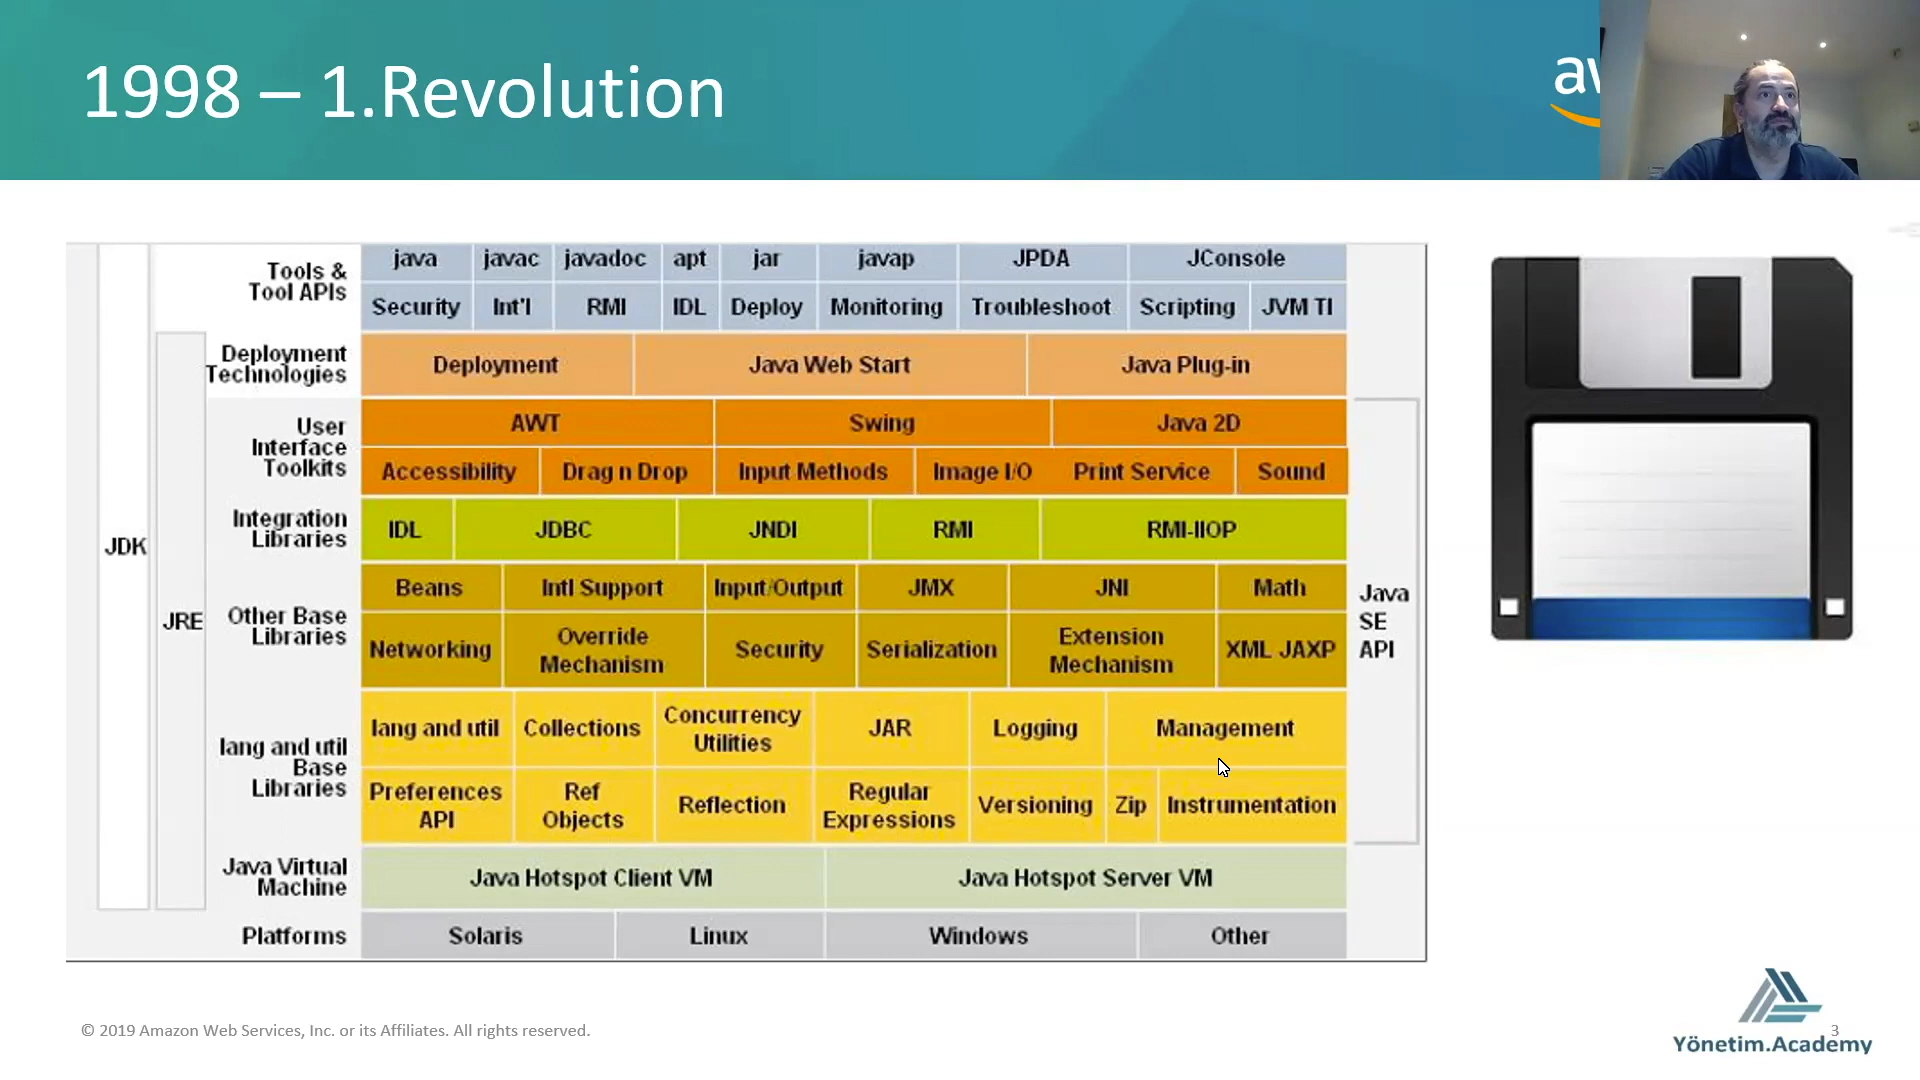 1998 – 1.Revolution
aw
Tools &
Tool APIs
java javac javadoc apt jar javap JPDA JConsole
Security Int'l RMI IDL Deploy Monitoring Troubleshoot Scripting JVM TI
Deployment
Technologies
Deployment Java Web Start Java Plug-in
User
Interface
Toolkits
AWT Swing Java 2D
Accessibility Drag n Drop Input Methods Image I/O Print Service Sound
Integration
Libraries
IDL JDBC JNDI RMI RMI-IIOP
JDK
JRE
Other Base
Libraries
Beans Intl Support Input/Output JMX JNI Math
Networking Override
Mechanism Security Serialization Extension
Mechanism XML JAXP
Java
SE
API
lang and util
Base
Libraries
lang and util Collections Concurrency
Utilities JAR Logging Management
Preferences
API Ref
Objects Reflection Regular
Expressions Versioning Zip Instrumentation
Java Virtual
Machine
Java Hotspot Client VM Java Hotspot Server VM
Platforms
Solaris Linux Windows Other
© 2019 Amazon Web Services, Inc. or its Affiliates. All rights reserved.
3
Yönetim.Academy